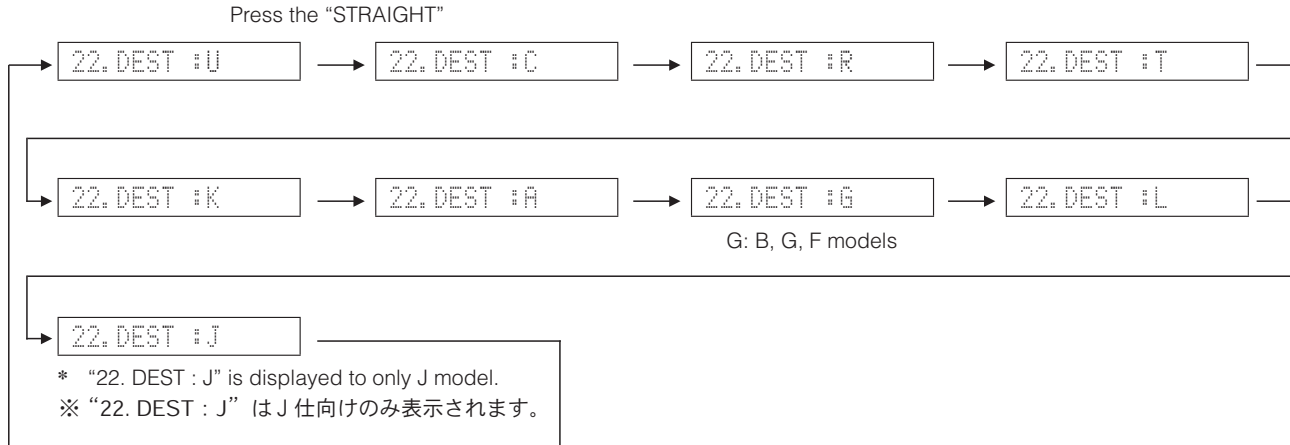 Press the “STRAIGHT”
22.DEST :U
22.DEST :C
22.DEST :R
22.DEST :T
22.DEST :K
22.DEST :A
22.DEST :G
22.DEST :L
G: B, G, F models
22.DEST :J
* “22. DEST : J” is displayed to only J model.
※ “22. DEST : J” は J 仕向けのみ表示されます。